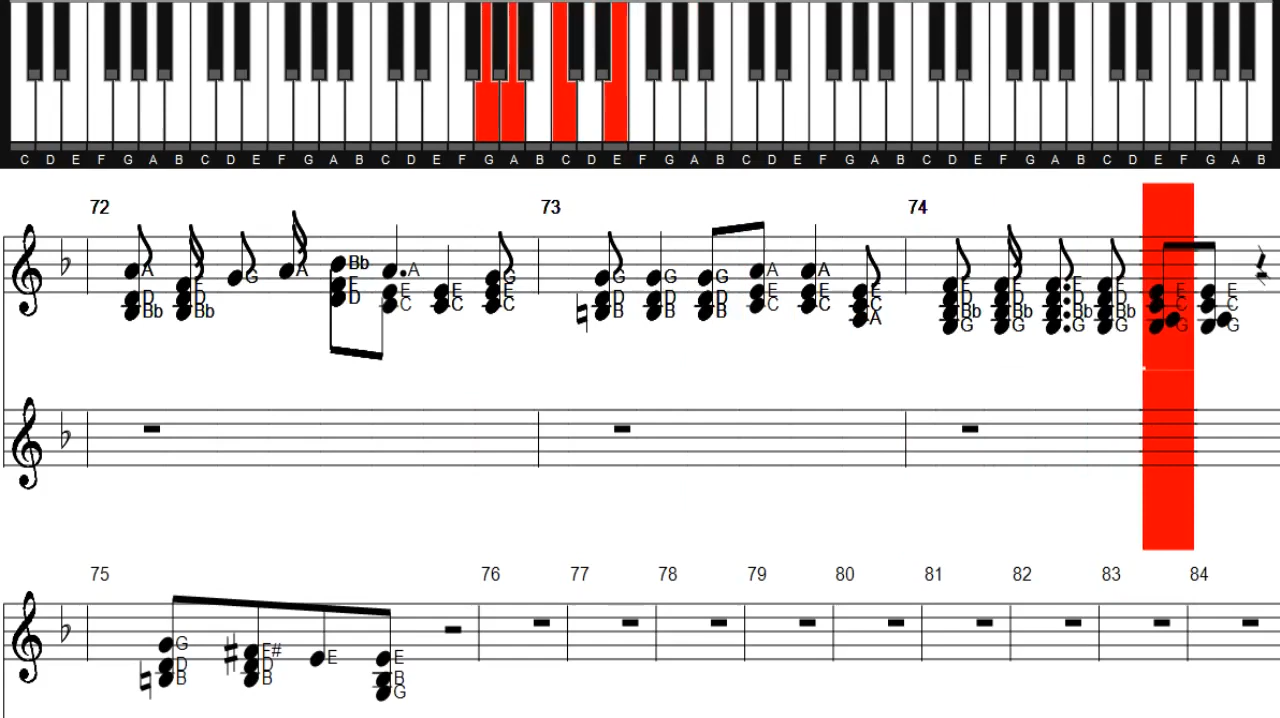 C D E F G A B C D E F G A B C D E F G A B C D E F G A B C D E F G A B C D E F G A B C D E F G A B
72 73 74
A F G A Bb A E G G G G A A E F F F F E E
D D F E C E D D D E E C D D D D C C
Bb Bb D C C B B B C C A Bb Bb Bb Bb G G
G G G G
75 76 77 78 79 80 81 82 83 84
G F# E E
D D B
B B G